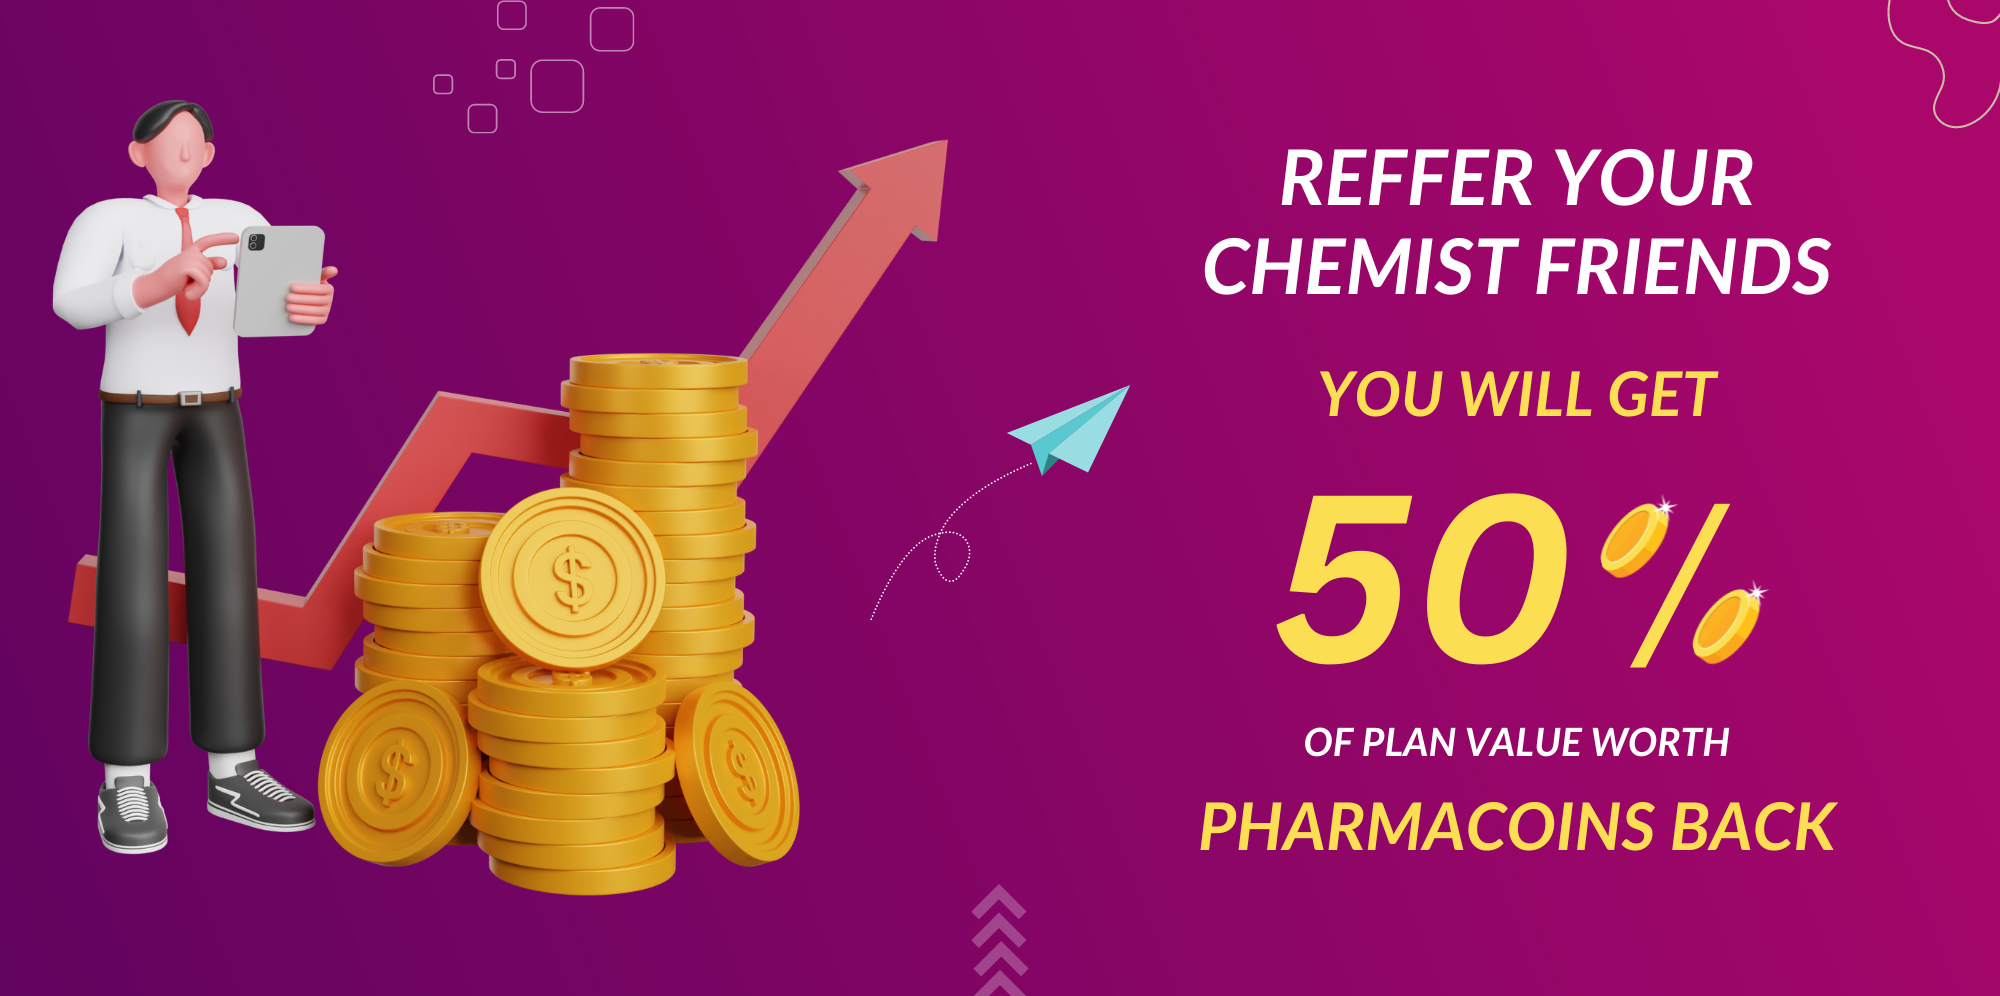 REFFER YOUR
CHEMIST FRIENDS
YOU WILL GET
50%
OF PLAN VALUE WORTH
PHARMACOINS BACK